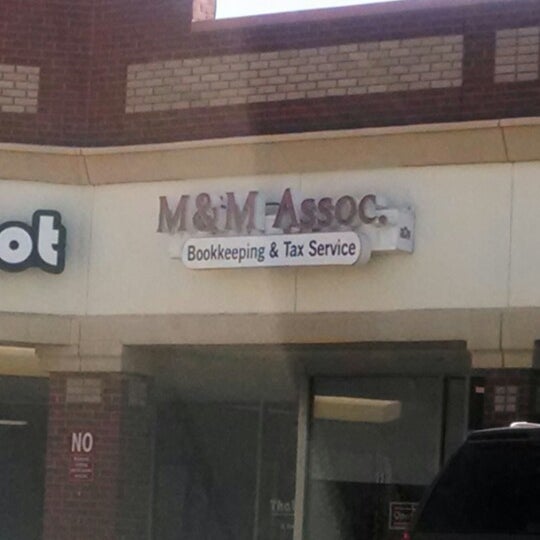 M&M Assoc.
Bookkeeping & Tax Service
ot
NO